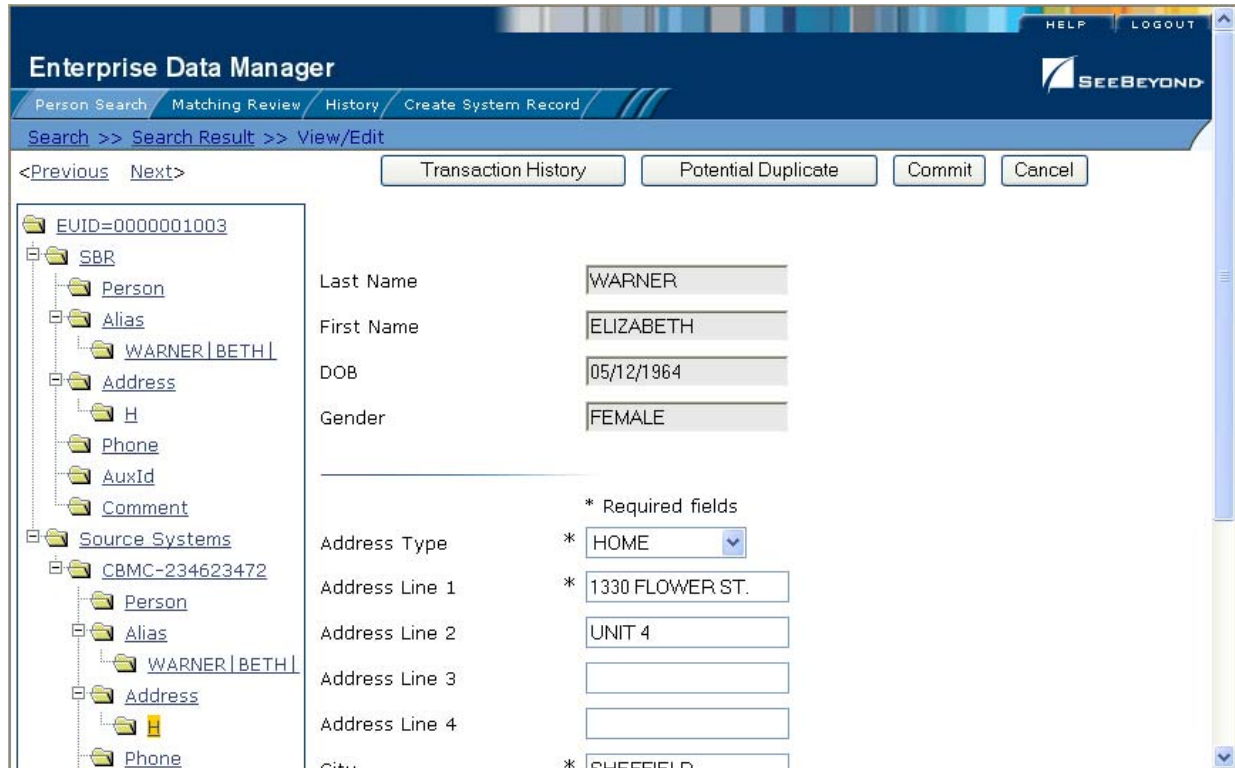 HELP LOGOUT
Enterprise Data Manager
SEEBEYOND
Person Search Matching Review History Create System Record
Search >> Search Result >> View/Edit
<Previous Next>
Transaction History Potential Duplicate Commit Cancel
EUID=0000001003
SBR
Person
Alias
WARNER|BETH|
Address
H
Phone
AuxId
Comment
Source Systems
CBMC-234623472
Person
Alias
WARNER|BETH|
Address
H
Phone
Last Name WARNER
First Name ELIZABETH
DOB 05/12/1964
Gender FEMALE
* Required fields
Address Type * HOME
Address Line 1 * 1330 FLOWER ST.
Address Line 2 UNIT 4
Address Line 3
Address Line 4
City * SHEFFIELD